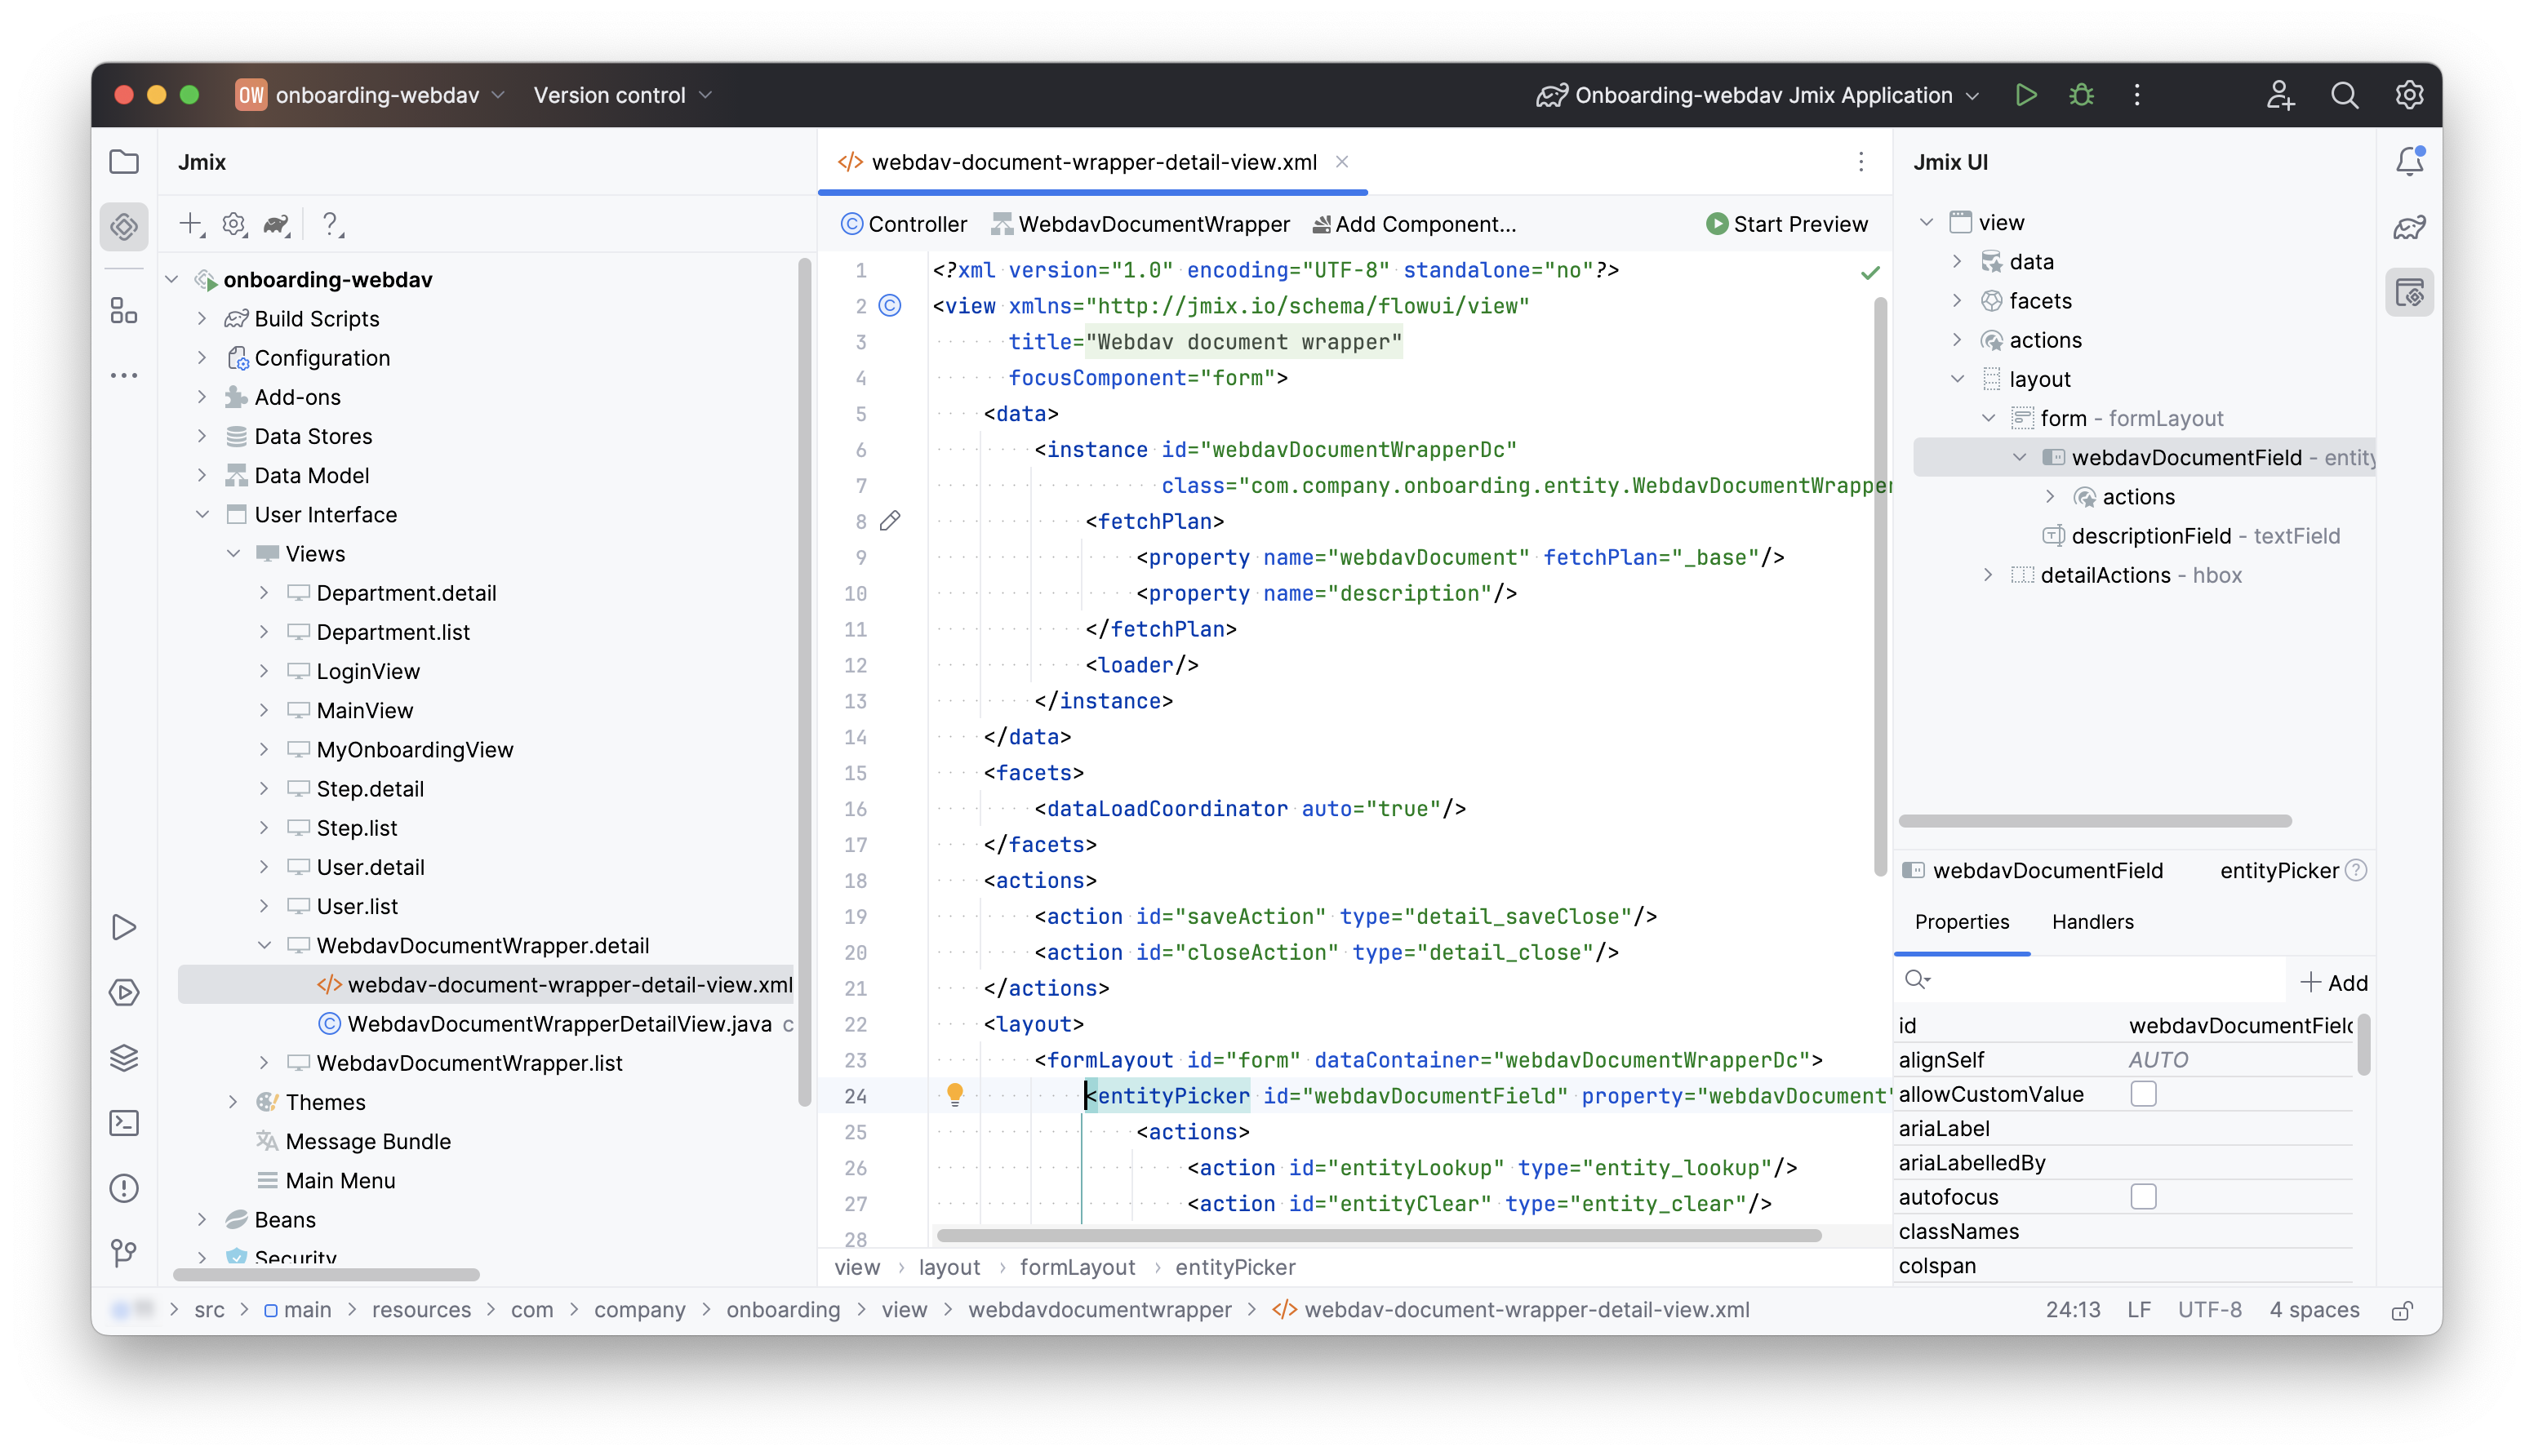 OW onboarding-webdav Version control Onboarding-webdav Jmix Application
Jmix
onboarding-webdav
Build Scripts
Configuration
Add-ons
Data Stores
Data Model
User Interface
Views
Department.detail
Department.list
LoginView
MainView
MyOnboardingView
Step.detail
Step.list
User.detail
User.list
WebdavDocumentWrapper.detail
webdav-document-wrapper-detail-view.xml
WebdavDocumentWrapperDetailView.java c
WebdavDocumentWrapper.list
Themes
Message Bundle
Main Menu
Beans
Security
webdav-document-wrapper-detail-view.xml
Controller WebdavDocumentWrapper Add Component... Start Preview
1 <?xml version="1.0" encoding="UTF-8" standalone="no"?>
2 <view xmlns="http://jmix.io/schema/flowui/view"
3 title="Webdav document wrapper"
4 focusComponent="form">
5 <data>
6 <instance id="webdavDocumentWrapperDc"
7 class="com.company.onboarding.entity.WebdavDocumentWrapper
8 <fetchPlan>
9 <property name="webdavDocument" fetchPlan="_base"/>
10 <property name="description"/>
11 </fetchPlan>
12 <loader/>
13 </instance>
14 </data>
15 <facets>
16 <dataLoadCoordinator auto="true"/>
17 </facets>
18 <actions>
19 <action id="saveAction" type="detail_saveClose"/>
20 <action id="closeAction" type="detail_close"/>
21 </actions>
22 <layout>
23 <formLayout id="form" dataContainer="webdavDocumentWrapperDc">
24 <entityPicker id="webdavDocumentField" property="webdavDocument"
25 <actions>
26 <action id="entityLookup" type="entity_lookup"/>
27 <action id="entityClear" type="entity_clear"/>
28
view › layout › formLayout › entityPicker
Jmix UI
view
data
facets
actions
layout
form - formLayout
webdavDocumentField - entity
actions
descriptionField - textField
detailActions - hbox
webdavDocumentField entityPicker
Properties Handlers
Add
id webdavDocumentField
alignSelf AUTO
allowCustomValue
ariaLabel
ariaLabelledBy
autofocus
classNames
colspan
› src › main › resources › com › company › onboarding › view › webdavdocumentwrapper › webdav-document-wrapper-detail-view.xml 24:13 LF UTF-8 4 spaces